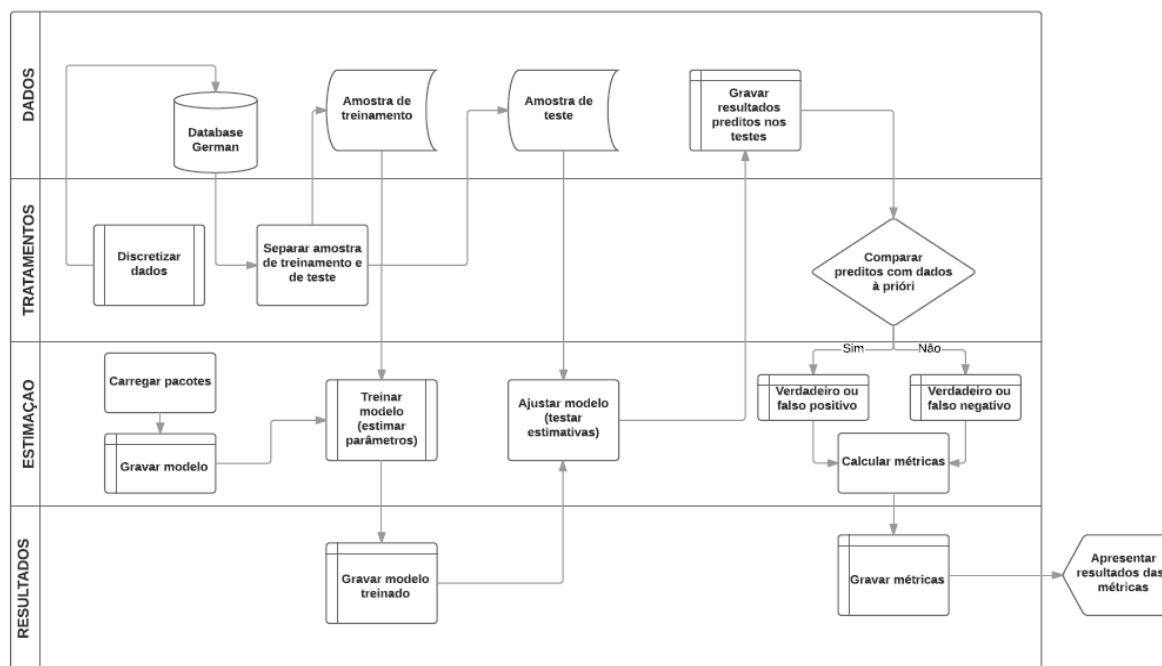 DADOS
Database
German
Amostra de
treinamento
Amostra de
teste
Gravar
resultados
preditos nos
testes
TRATAMENTOS
Discretizar
dados
Separar amostra
de treinamento e
de teste
Comparar
preditos com dados
à prióri
ESTIMAÇAO
Carregar pacotes
Gravar modelo
Treinar
modelo
(estimar
parâmetros)
Ajustar modelo
(testar
estimativas)
Sim
Não
Verdadeiro ou
falso positivo
Verdadeiro ou
falso negativo
Calcular métricas
RESULTADOS
Gravar modelo
treinado
Gravar métricas
Apresentar
resultados das
métricas